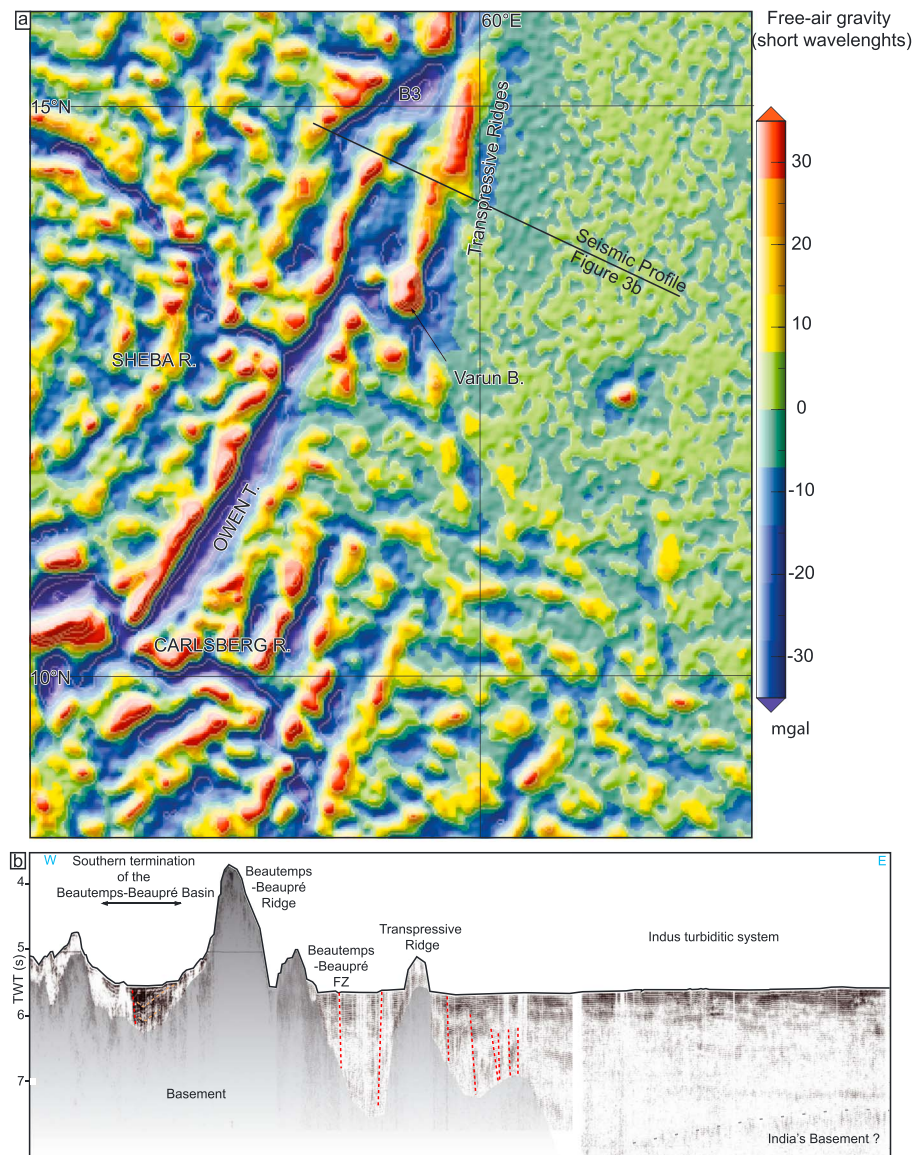 a
60°E
Free-air gravity
(short wavelenghts)
B3
15°N
Transpressive Ridges
30
20
10
0
-10
-20
-30
mgal
Seismic Profile
Figure 3b
SHEBA R.
Varun B.
OWEN T.
CARLSBERG R.
10°N
b
W
E
Southern termination
of the
Beautemps-Beaupré Basin
Beautemps
-Beaupré
Ridge
Transpressive
Ridge
Beautemps
-Beaupré
FZ
Indus turbiditic system
TWT (s)
4
5
6
7
Basement
India's Basement ?